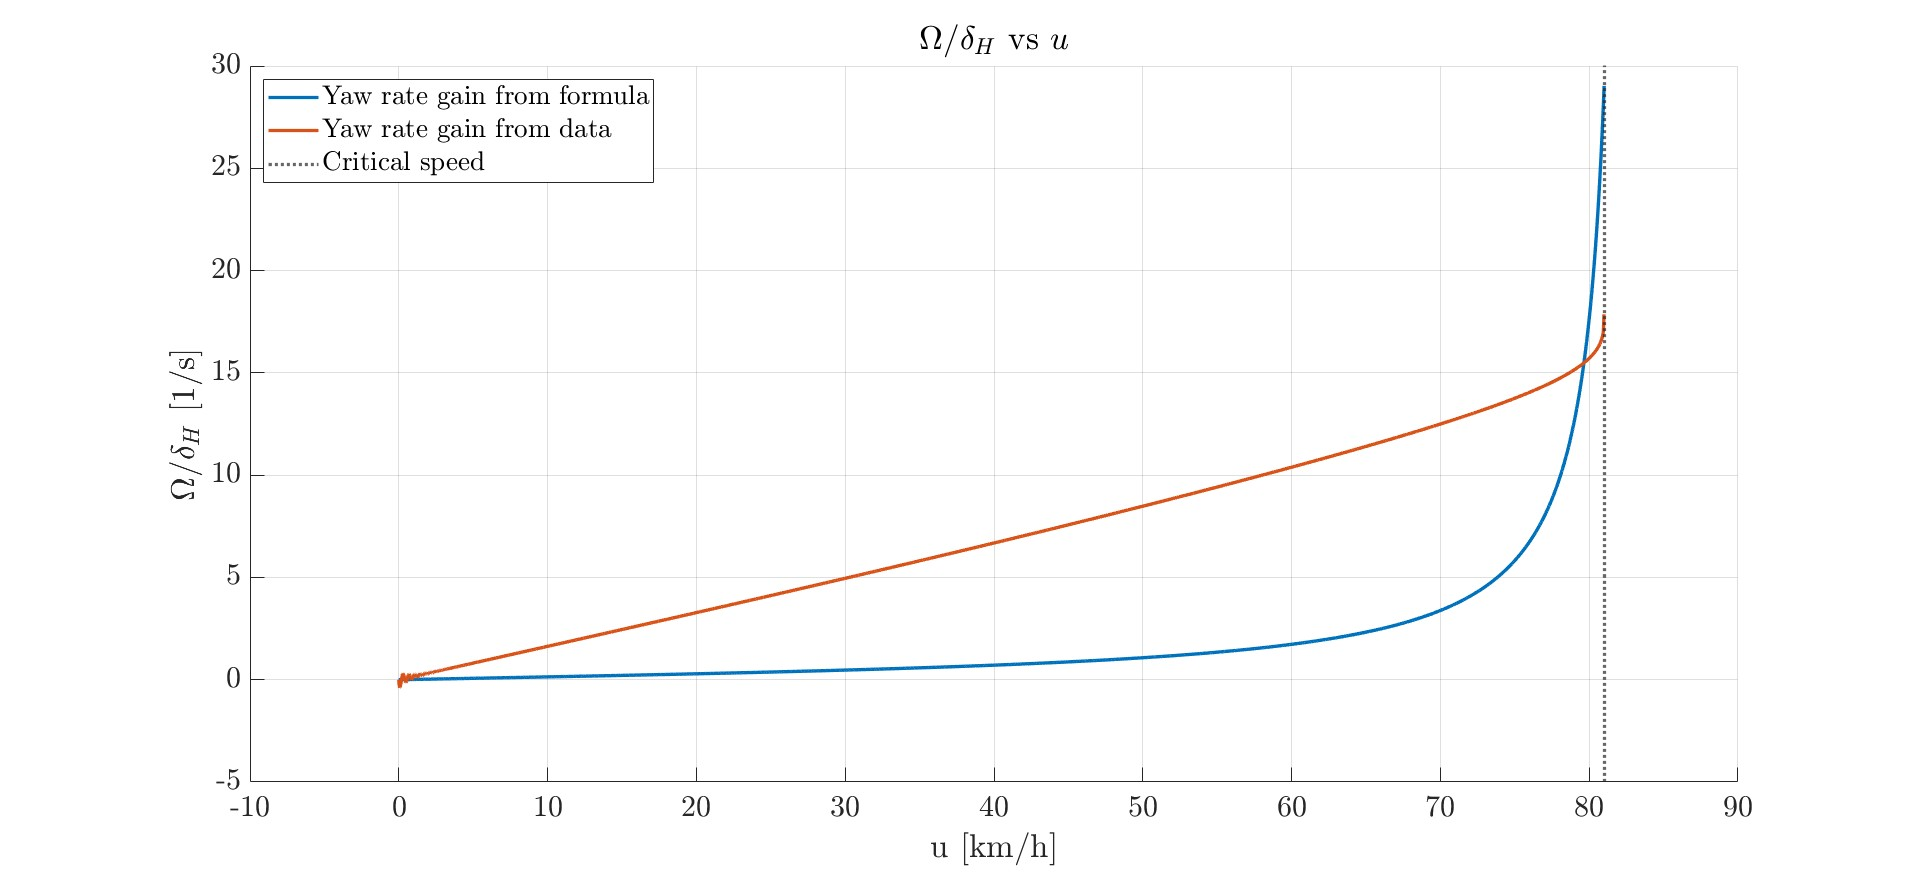 Ω/δ_H vs u
30
25
20
15
10
5
0
-5
Ω/δ_H [1/s]
Yaw rate gain from formula
Yaw rate gain from data
Critical speed
-10 0 10 20 30 40 50 60 70 80 90
u [km/h]